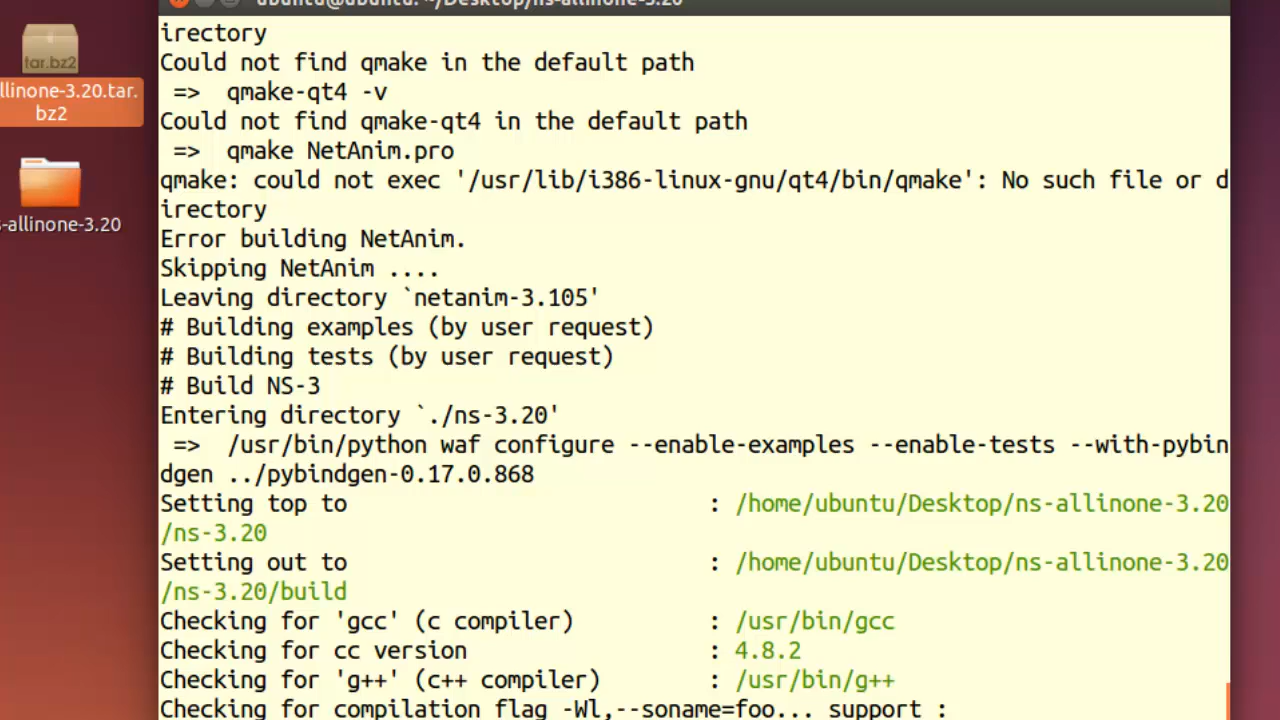 ubuntu@ubuntu: ~/Desktop/ns-allinone-3.20
tar.bz2
llinone-3.20.tar.
bz2
s-allinone-3.20
irectory
Could not find qmake in the default path
 =>  qmake-qt4 -v
Could not find qmake-qt4 in the default path
 =>  qmake NetAnim.pro
qmake: could not exec '/usr/lib/i386-linux-gnu/qt4/bin/qmake': No such file or d
irectory
Error building NetAnim.
Skipping NetAnim ....
Leaving directory `netanim-3.105'
# Building examples (by user request)
# Building tests (by user request)
# Build NS-3
Entering directory `./ns-3.20'
 =>  /usr/bin/python waf configure --enable-examples --enable-tests --with-pybin
dgen ../pybindgen-0.17.0.868
Setting top to : /home/ubuntu/Desktop/ns-allinone-3.20
/ns-3.20
Setting out to : /home/ubuntu/Desktop/ns-allinone-3.20
/ns-3.20/build
Checking for 'gcc' (c compiler) : /usr/bin/gcc
Checking for cc version : 4.8.2
Checking for 'g++' (c++ compiler) : /usr/bin/g++
Checking for compilation flag -Wl,--soname=foo... support :